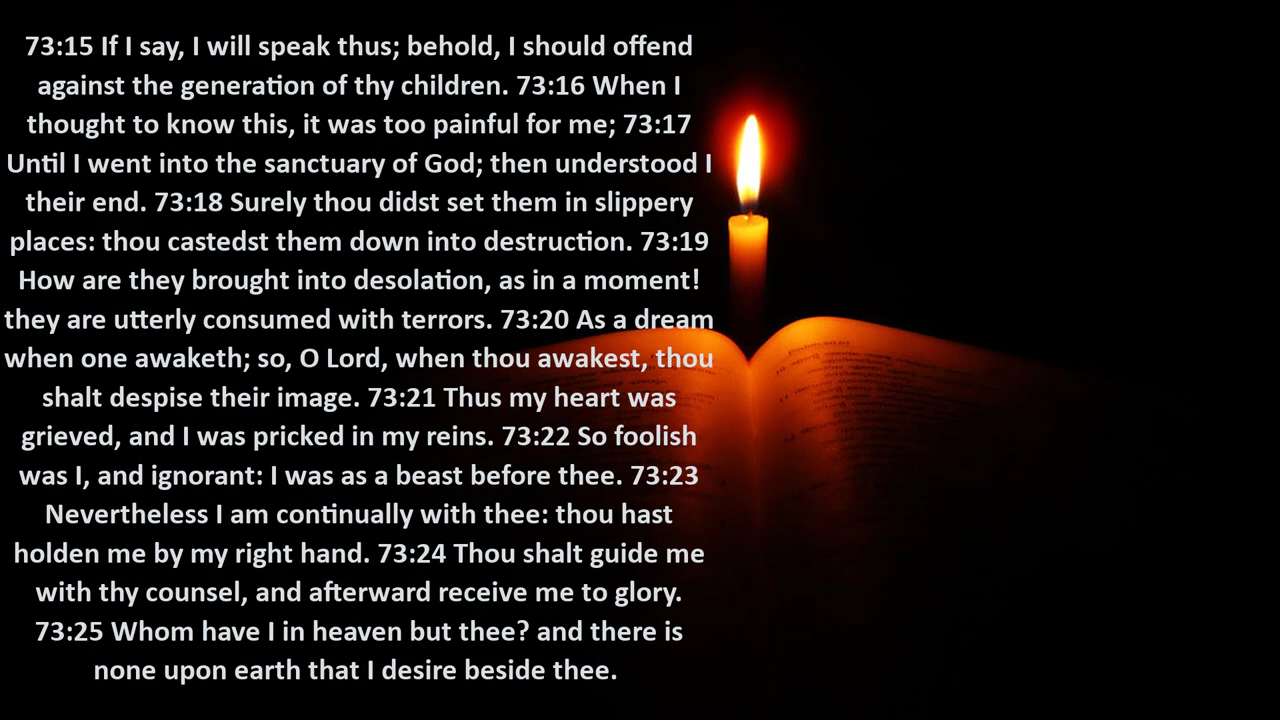 73:15 If I say, I will speak thus; behold, I should offend
against the generation of thy children. 73:16 When I
thought to know this, it was too painful for me; 73:17
Until I went into the sanctuary of God; then understood I
their end. 73:18 Surely thou didst set them in slippery
places: thou castedst them down into destruction. 73:19
How are they brought into desolation, as in a moment!
they are utterly consumed with terrors. 73:20 As a dream
when one awaketh; so, O Lord, when thou awakest, thou
shalt despise their image. 73:21 Thus my heart was
grieved, and I was pricked in my reins. 73:22 So foolish
was I, and ignorant: I was as a beast before thee. 73:23
Nevertheless I am continually with thee: thou hast
holden me by my right hand. 73:24 Thou shalt guide me
with thy counsel, and afterward receive me to glory.
73:25 Whom have I in heaven but thee? and there is
none upon earth that I desire beside thee.